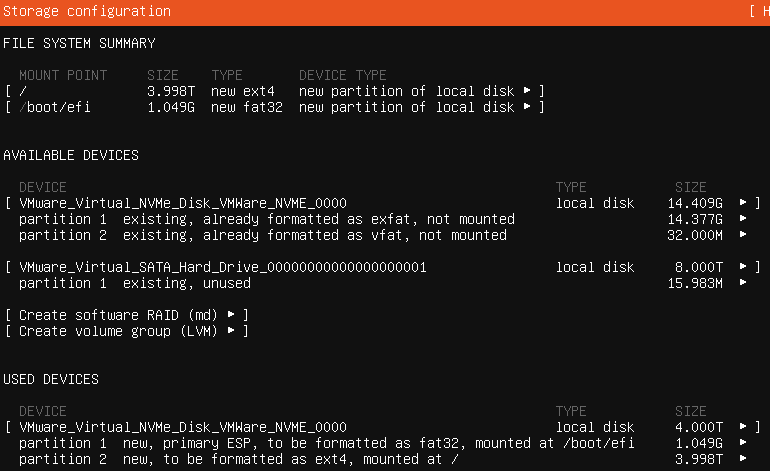 Storage configuration [ H
FILE SYSTEM SUMMARY
MOUNT POINT SIZE TYPE DEVICE TYPE
[ / 3.998T new ext4 new partition of local disk ▸ ]
[ /boot/efi 1.049G new fat32 new partition of local disk ▸ ]
AVAILABLE DEVICES
DEVICE TYPE SIZE
[ VMware_Virtual_NVMe_Disk_VMWare_NVME_0000 local disk 14.409G ▸ ]
partition 1 existing, already formatted as exfat, not mounted 14.377G ▸
partition 2 existing, already formatted as vfat, not mounted 32.000M ▸
[ VMware_Virtual_SATA_Hard_Drive_00000000000000000001 local disk 8.000T ▸ ]
partition 1 existing, unused 15.983M ▸
[ Create software RAID (md) ▸ ]
[ Create volume group (LVM) ▸ ]
USED DEVICES
DEVICE TYPE SIZE
[ VMware_Virtual_NVMe_Disk_VMWare_NVME_0000 local disk 4.000T ▸ ]
partition 1 new, primary ESP, to be formatted as fat32, mounted at /boot/efi 1.049G ▸
partition 2 new, to be formatted as ext4, mounted at / 3.998T ▸